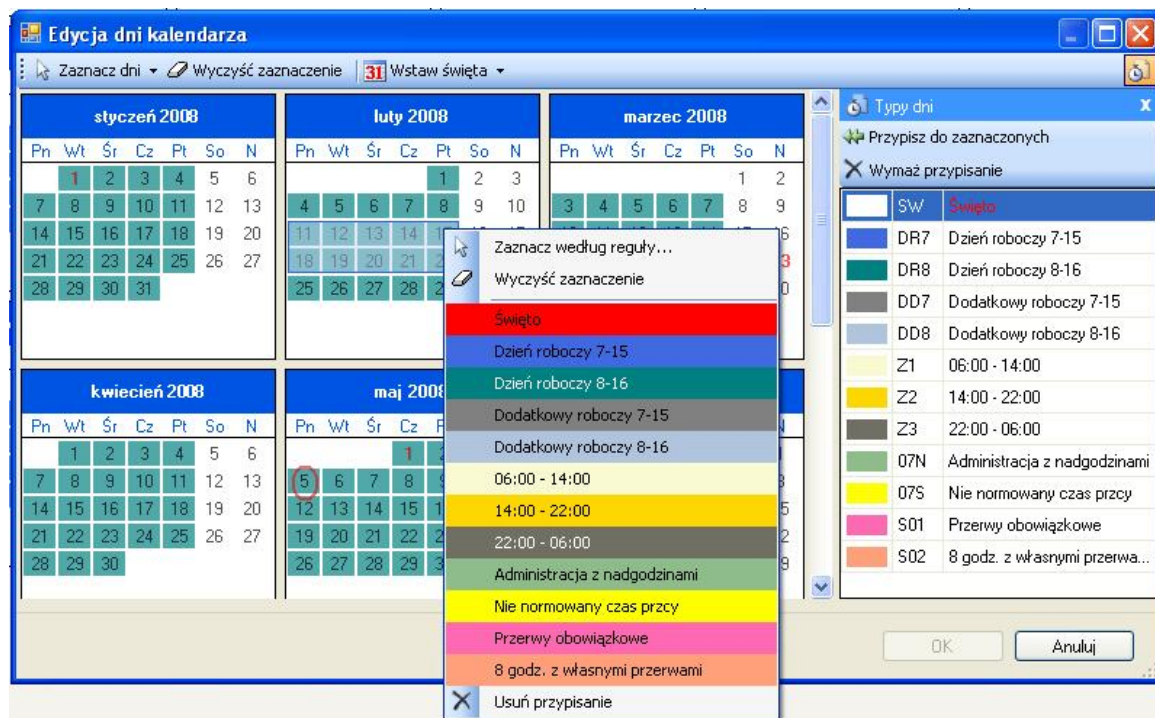 Edycja dni kalendarza
Zaznacz dni Wyczyść zaznaczenie 31 Wstaw święta
styczeń 2008
Pn Wt Śr Cz Pt So N
1 2 3 4 5 6
7 8 9 10 11 12 13
14 15 16 17 18 19 20
21 22 23 24 25 26 27
28 29 30 31
luty 2008
Pn Wt Śr Cz Pt So N
1 2 3
4 5 6 7 8 9 10
11 12 13 14
18 19 20 21
25 26 27 28
marzec 2008
Pn Wt Śr Cz Pt So N
1 2
3 4 5 6 7 8 9
kwiecień 2008
Pn Wt Śr Cz Pt So N
1 2 3 4 5 6
7 8 9 10 11 12 13
14 15 16 17 18 19 20
21 22 23 24 25 26 27
28 29 30
maj 2008
Pn Wt Śr Cz
1
5 6 7 8
12 13 14 15
19 20 21 22
26 27 28 29
Zaznacz według reguły...
Wyczyść zaznaczenie
Święto
Dzień roboczy 7-15
Dzień roboczy 8-16
Dodatkowy roboczy 7-15
Dodatkowy roboczy 8-16
06:00 - 14:00
14:00 - 22:00
22:00 - 06:00
Administracja z nadgodzinami
Nie normowany czas przcy
Przerwy obowiązkowe
8 godz. z własnymi przerwami
Usuń przypisanie
Typy dni x
Przypisz do zaznaczonych
Wymaż przypisanie
SW Święto
DR7 Dzień roboczy 7-15
DR8 Dzień roboczy 8-16
DD7 Dodatkowy roboczy 7-15
DD8 Dodatkowy roboczy 8-16
Z1 06:00 - 14:00
Z2 14:00 - 22:00
Z3 22:00 - 06:00
07N Administracja z nadgodzinami
07S Nie normowany czas przcy
S01 Przerwy obowiązkowe
S02 8 godz. z własnymi przerwa...
OK Anuluj